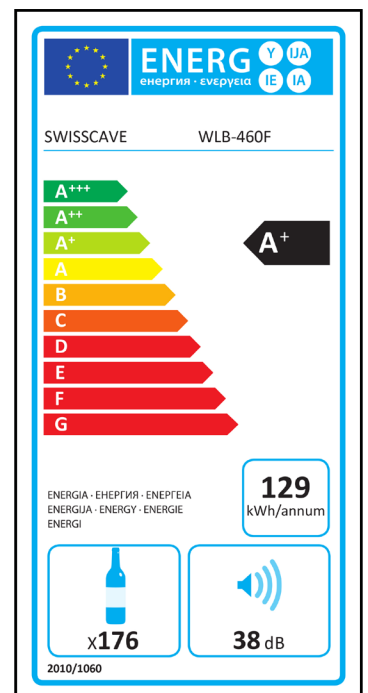 ENERG Y IJA
енергия · ενεργεια IE IA
SWISSCAVE WLB-460F
A+++
A++
A+ A+
A
B
C
D
E
F
G
ENERGIA · ЕНЕРГИЯ · ΕΝΕΡΓΕΙΑ
ENERGIJA · ENERGY · ENERGIE
ENERGI
129
kWh/annum
X176
38 dB
2010/1060